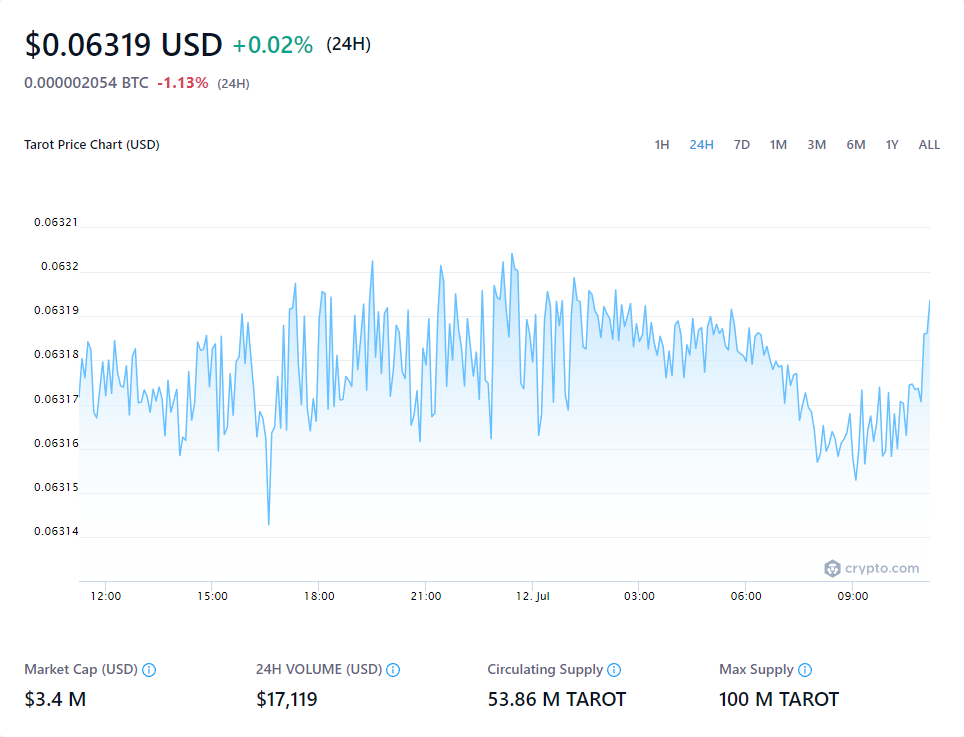 $0.06319 USD +0.02% (24H)
0.000002054 BTC -1.13% (24H)
Tarot Price Chart (USD) 1H 24H 7D 1M 3M 6M 1Y ALL
0.06321
0.0632
0.06319
0.06318
0.06317
0.06316
0.06315
0.06314
crypto.com
12:00 15:00 18:00 21:00 12. Jul 03:00 06:00 09:00
Market Cap (USD) 24H VOLUME (USD) Circulating Supply Max Supply
$3.4 M $17,119 53.86 M TAROT 100 M TAROT